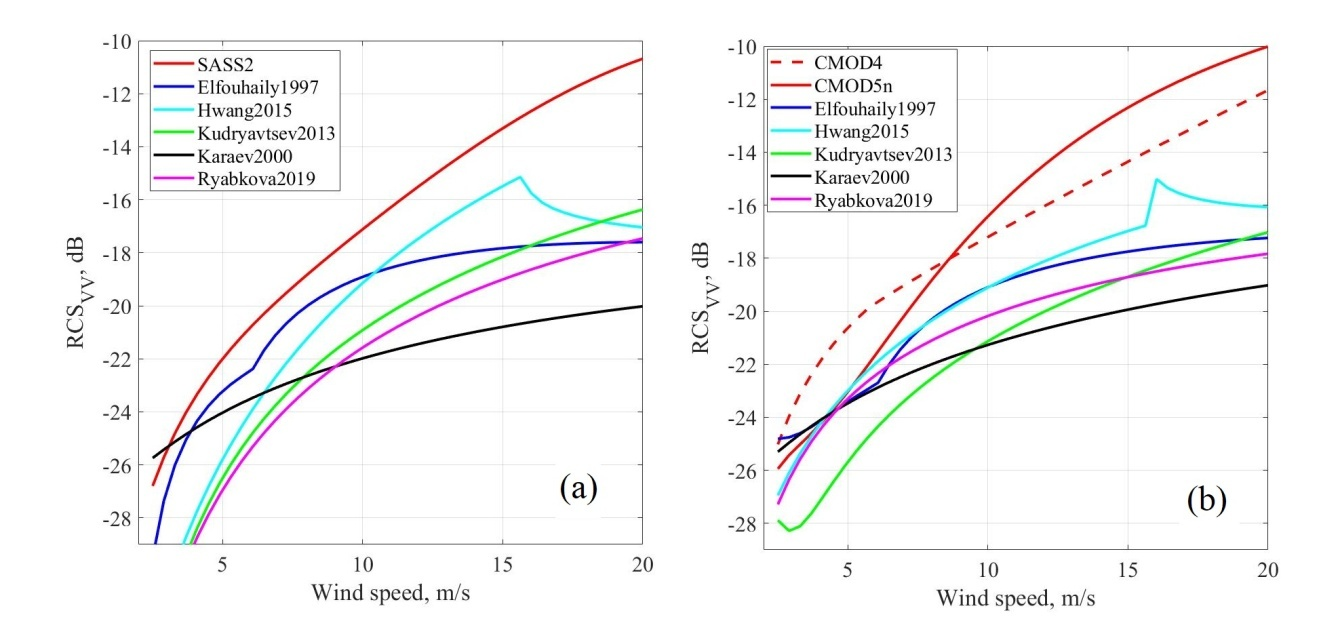 -10
-12
-14
-16
-18
-20
-22
-24
-26
-28
RCSVV, dB
SASS2
Elfouhaily1997
Hwang2015
Kudryavtsev2013
Karaev2000
Ryabkova2019
(a)
5
10
15
20
Wind speed, m/s
-10
-12
-14
-16
-18
-20
-22
-24
-26
-28
RCSVV, dB
CMOD4
CMOD5n
Elfouhaily1997
Hwang2015
Kudryavtsev2013
Karaev2000
Ryabkova2019
(b)
5
10
15
20
Wind speed, m/s